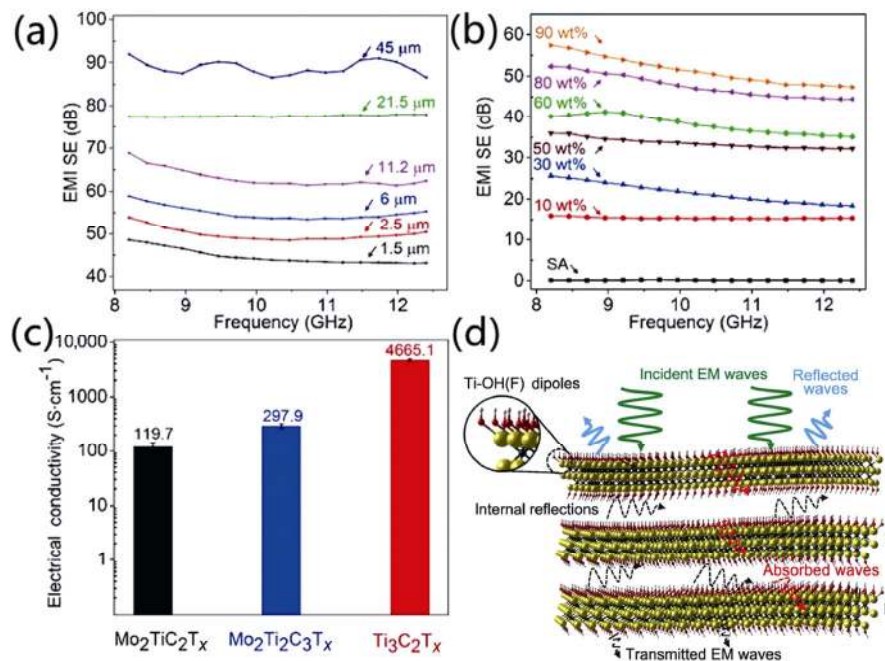 (a)
EMI SE (dB)
100
90
80
70
60
50
40
45 μm
21.5 μm
11.2 μm
6 μm
2.5 μm
1.5 μm
8 9 10 11 12
Frequency (GHz)
(b)
EMI SE (dB)
60
50
40
30
20
10
0
90 wt%
80 wt%
60 wt%
50 wt%
30 wt%
10 wt%
SA
8 9 10 11 12
Frequency (GHz)
(c)
Electrical conductivity (S·cm⁻¹)
10,000
1000
100
10
1
119.7
297.9
4665.1
Mo₂TiC₂Tₓ Mo₂Ti₂C₃Tₓ Ti₃C₂Tₓ
(d)
Ti-OH(F) dipoles
Incident EM waves
Reflected
waves
Internal reflections
Absorbed waves
Transmitted EM waves